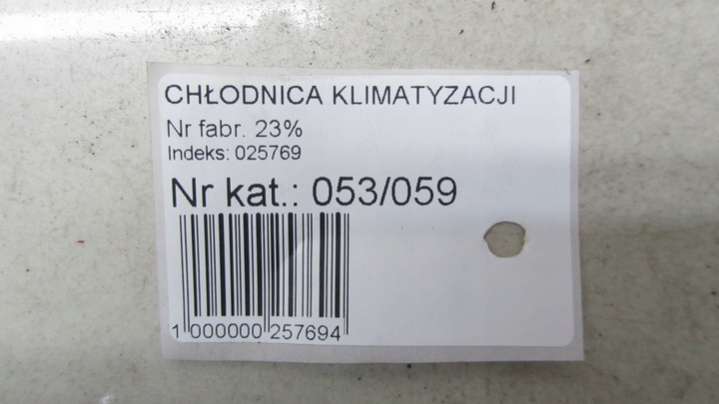 CHŁODNICA KLIMATYZACJI
Nr fabr. 23%
Indeks: 025769
Nr kat.: 053/059
1 000000 257694